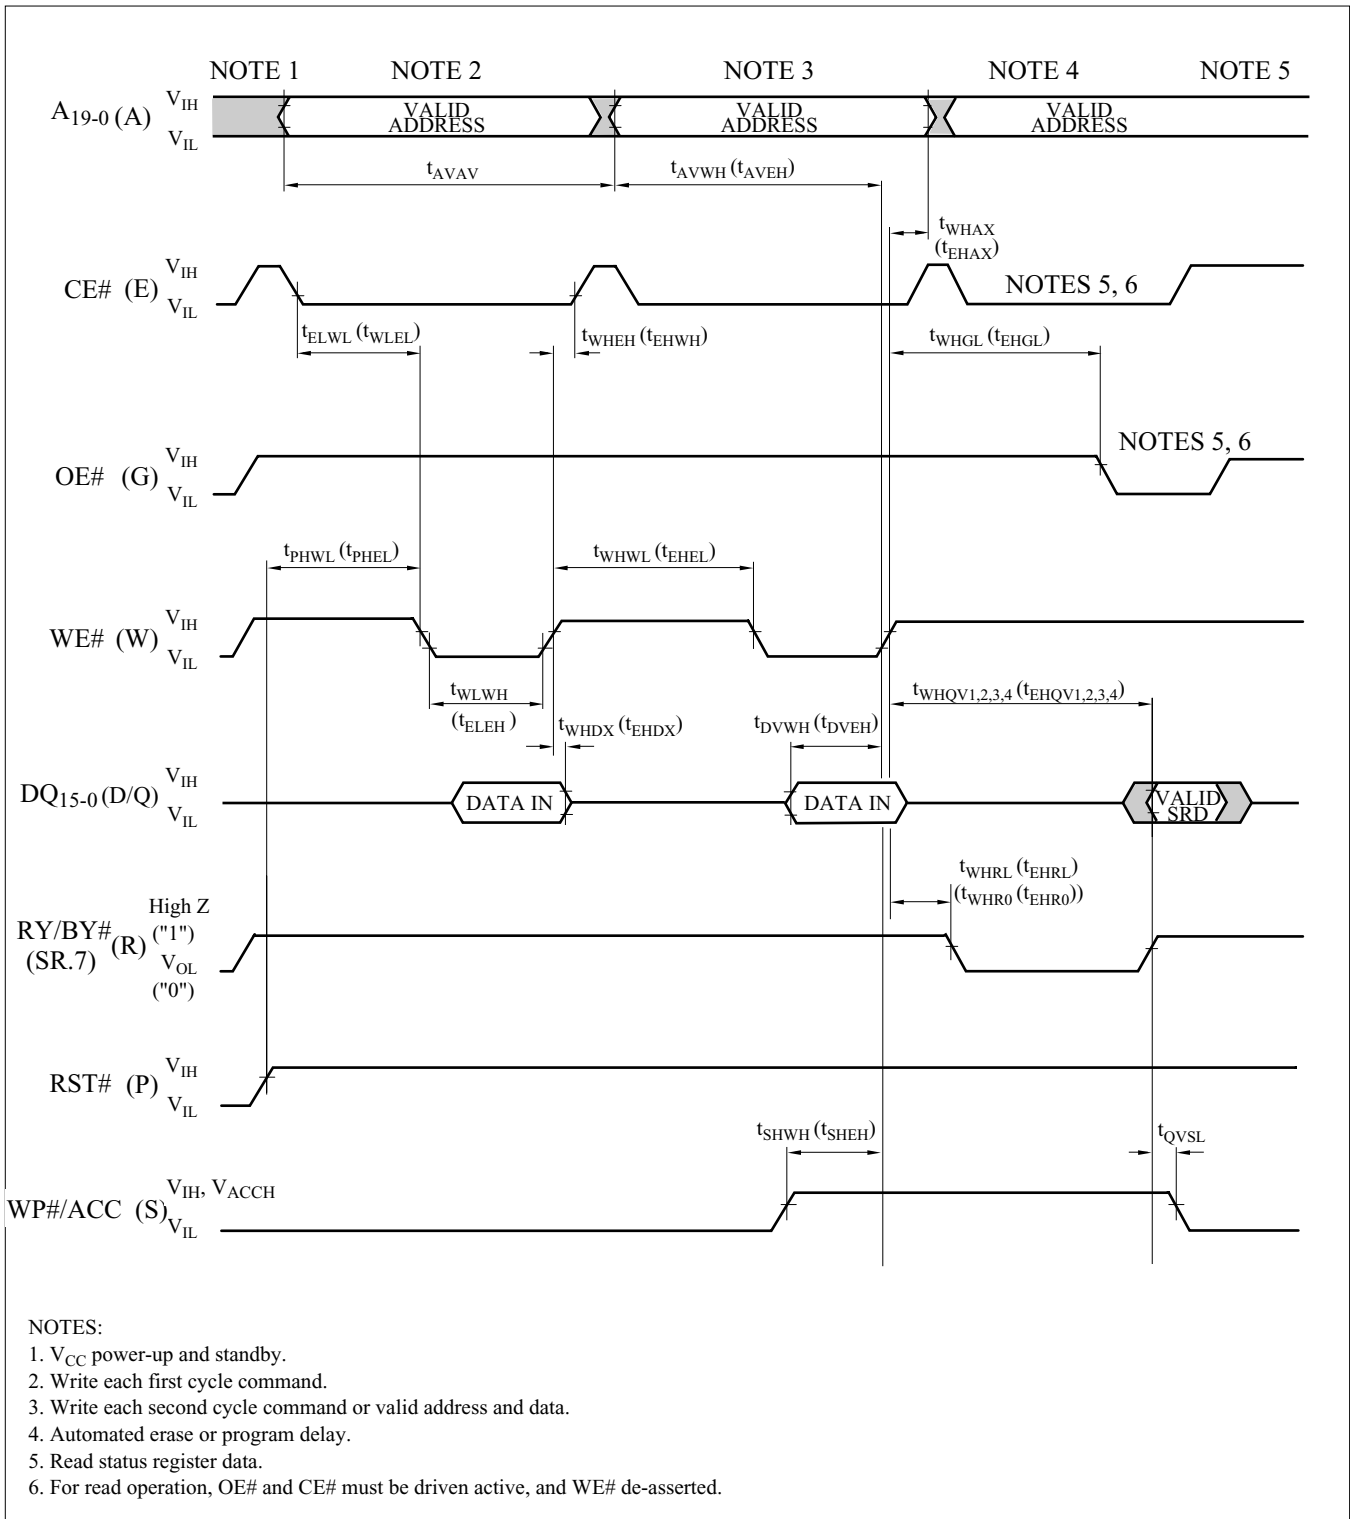 NOTE 1 NOTE 2 NOTE 3 NOTE 4 NOTE 5
A19-0 (A) VIH VIL
VALID ADDRESS
VALID ADDRESS
VALID ADDRESS
tAVAV
tAVWH (tAVEH)
tWHAX
(tEHAX)
CE# (E) VIH VIL
NOTES 5, 6
tELWL (tWLEL)
tWHEH (tEHWH)
tWHGL (tEHGL)
OE# (G) VIH VIL
NOTES 5, 6
tPHWL (tPHEL)
tWHWL (tEHEL)
WE# (W) VIH VIL
tWLWH
(tELEH )
tWHDX (tEHDX)
tDVWH (tDVEH)
tWHQV1,2,3,4 (tEHQV1,2,3,4)
DQ15-0 (D/Q) VIH VIL
DATA IN
DATA IN
VALID
SRD
tWHRL (tEHRL)
(tWHR0 (tEHR0))
RY/BY#
(SR.7)
(R)
High Z
("1")
VOL
("0")
RST# (P) VIH VIL
tSHWH (tSHEH)
tQVSL
WP#/ACC (S) VIH, VACCH
VIL
NOTES:
1. VCC power-up and standby.
2. Write each first cycle command.
3. Write each second cycle command or valid address and data.
4. Automated erase or program delay.
5. Read status register data.
6. For read operation, OE# and CE# must be driven active, and WE# de-asserted.